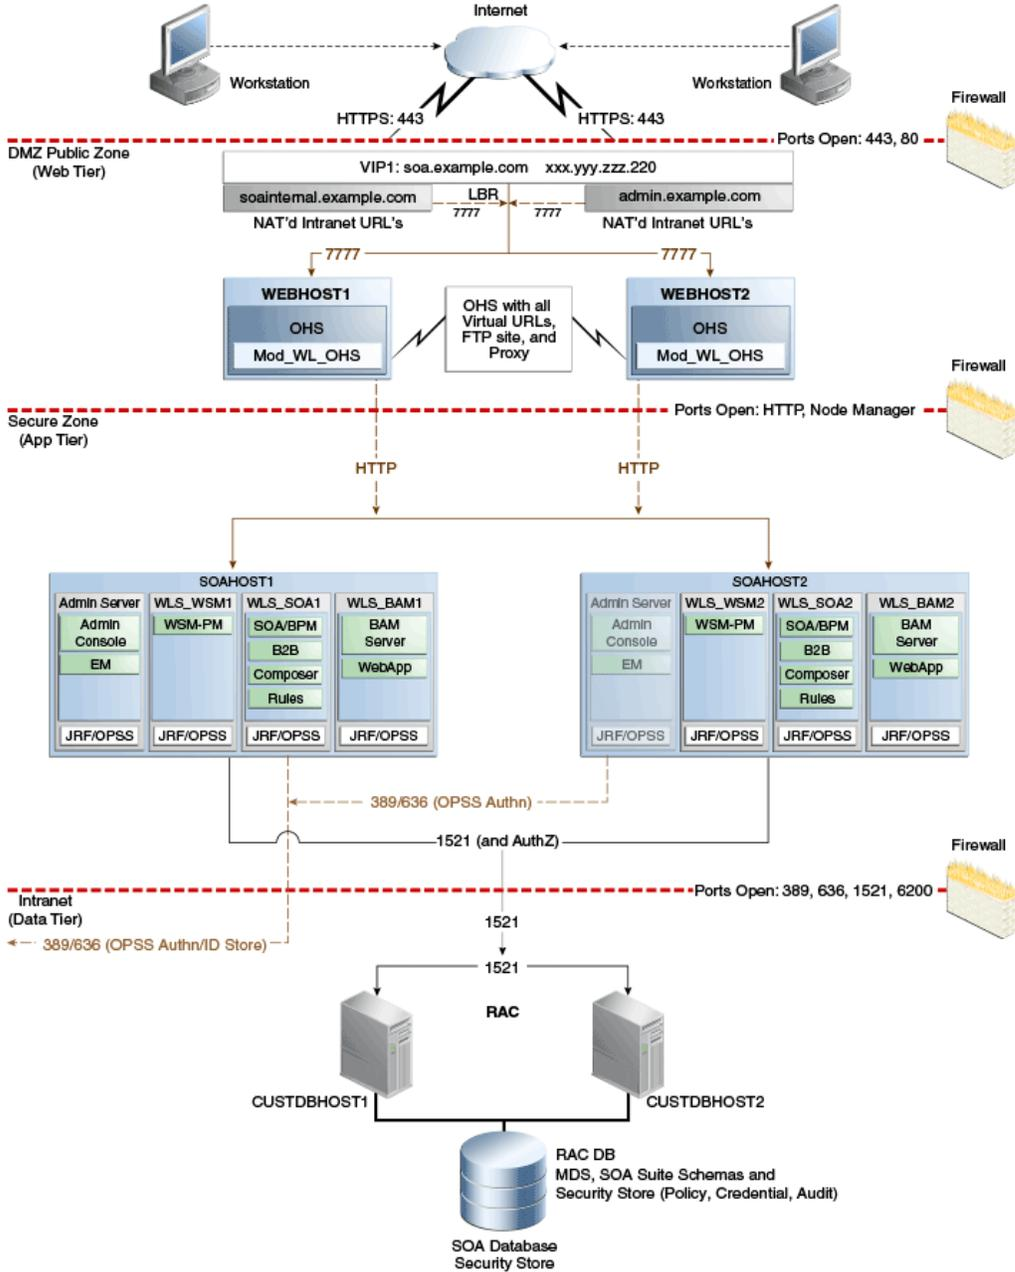 Internet
Workstation
Workstation
Firewall
HTTPS: 443
HTTPS: 443
Ports Open: 443, 80
DMZ Public Zone
(Web Tier)
VIP1: soa.example.com xxx.yyy.zzz.220
soainternal.example.com
LBR
admin.example.com
7777
7777
NAT'd Intranet URL's
NAT'd Intranet URL's
7777
7777
WEBHOST1
OHS
Mod_WL_OHS
OHS with all
Virtual URLs,
FTP site, and
Proxy
WEBHOST2
OHS
Mod_WL_OHS
Firewall
Ports Open: HTTP, Node Manager
Secure Zone
(App Tier)
HTTP
HTTP
SOAHOST1
Admin Server
Admin
Console
EM
JRF/OPSS
WLS_WSM1
WSM-PM
JRF/OPSS
WLS_SOA1
SOA/BPM
B2B
Composer
Rules
JRF/OPSS
WLS_BAM1
BAM
Server
WebApp
JRF/OPSS
SOAHOST2
Admin Server
Admin
Console
EM
JRF/OPSS
WLS_WSM2
WSM-PM
JRF/OPSS
WLS_SOA2
SOA/BPM
B2B
Composer
Rules
JRF/OPSS
WLS_BAM2
BAM
Server
WebApp
JRF/OPSS
389/636 (OPSS Authn)
1521 (and AuthZ)
Firewall
Ports Open: 389, 636, 1521, 6200
Intranet
(Data Tier)
1521
389/636 (OPSS Authn/ID Store)
1521
RAC
CUSTDBHOST1
CUSTDBHOST2
RAC DB
MDS, SOA Suite Schemas and
Security Store (Policy, Credential, Audit)
SOA Database
Security Store